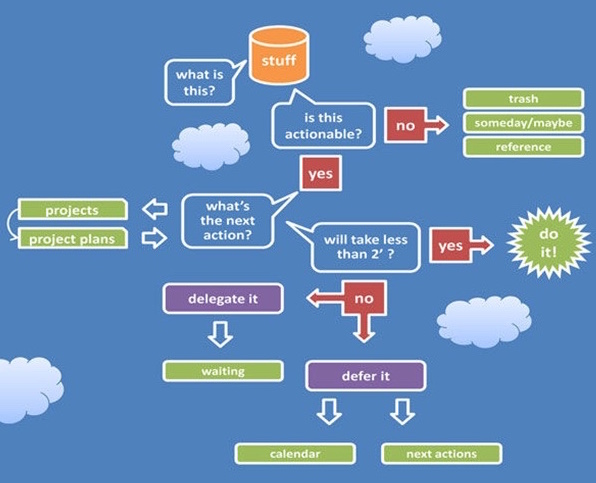 stuff
what is
this?
is this
actionable?
no
trash
someday/maybe
reference
yes
projects
project plans
what's
the next
action?
will take less
than 2' ?
yes
do
it!
delegate it
no
waiting
defer it
calendar
next actions